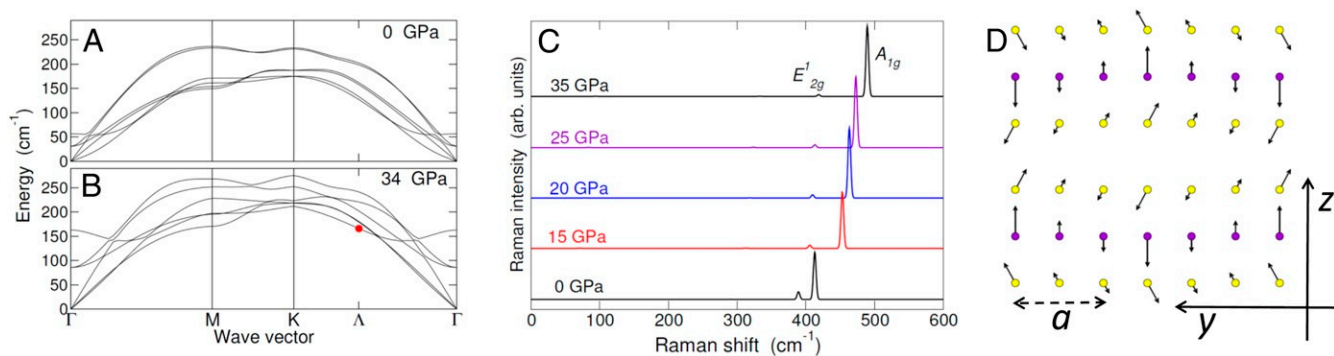 A
0 GPa
250
200
150
100
50
0
B
34 GPa
250
200
150
100
50
0
Energy (cm⁻¹)
Γ M K Λ Γ
Wave vector
C
35 GPa
E¹₂g
A₁g
25 GPa
20 GPa
15 GPa
0 GPa
Raman intensity (arb. units)
0 100 200 300 400 500 600
Raman shift (cm⁻¹)
D
z
a
y